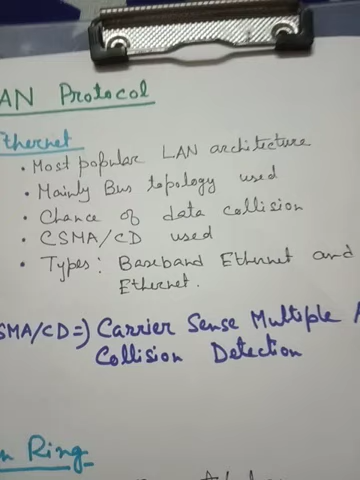 AN Protocol
Ethernet
• Most popular LAN architecture
• Mainly Bus topology used
• Chance of data collision
• CSMA/CD used
• Types: Baseband Ethernet and
Ethernet.
SMA/CD=) Carrier Sense Multiple A
Collision Detection
n Ring